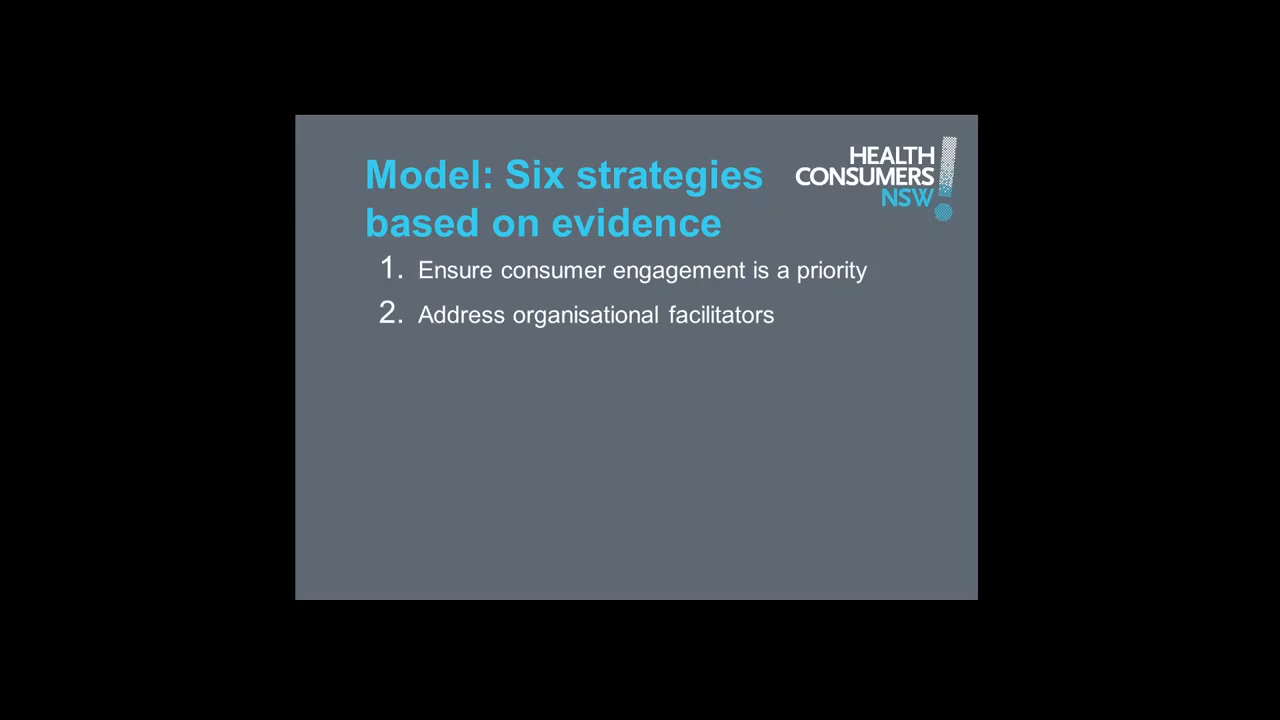 Model: Six strategies
based on evidence
HEALTH
CONSUMERS
NSW
1. Ensure consumer engagement is a priority
2. Address organisational facilitators